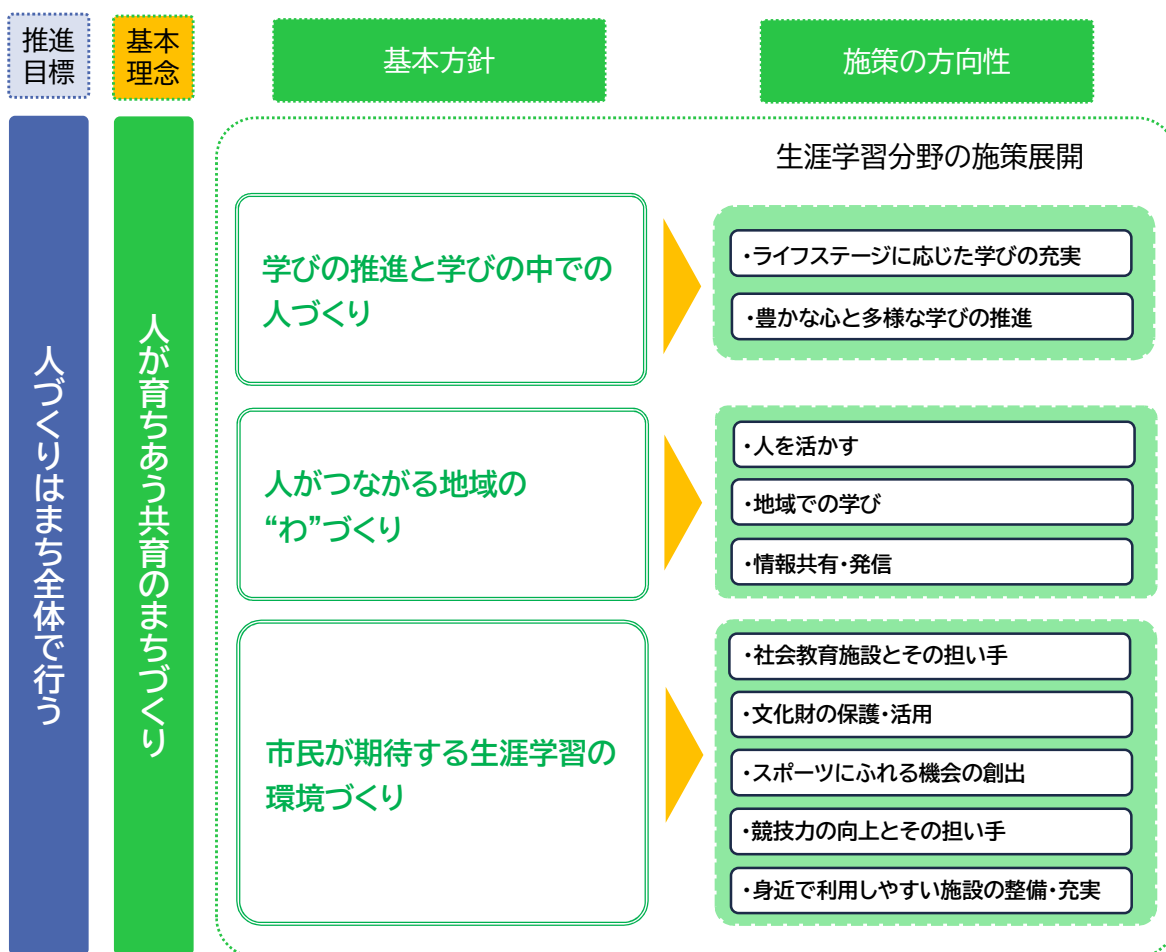 推進
目標
基本
理念
基本方針
施策の方向性
人づくりはまち全体で行う
人が育ちあう共育のまちづくり
生涯学習分野の施策展開
学びの推進と学びの中での
人づくり
・ライフステージに応じた学びの充実
・豊かな心と多様な学びの推進
人がつながる地域の
“わ”づくり
・人を活かす
・地域での学び
・情報共有・発信
市民が期待する生涯学習の
環境づくり
・社会教育施設とその担い手
・文化財の保護・活用
・スポーツにふれる機会の創出
・競技力の向上とその担い手
・身近で利用しやすい施設の整備・充実